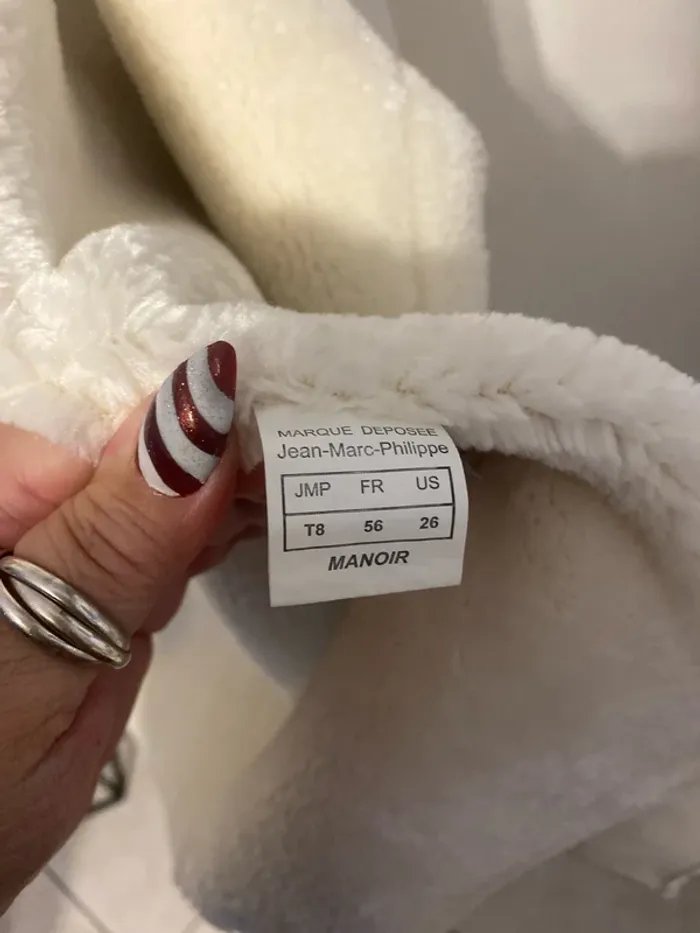 MARQUE DEPOSEE
Jean-Marc-Philippe
JMP FR US
T8 56 26
MANOIR